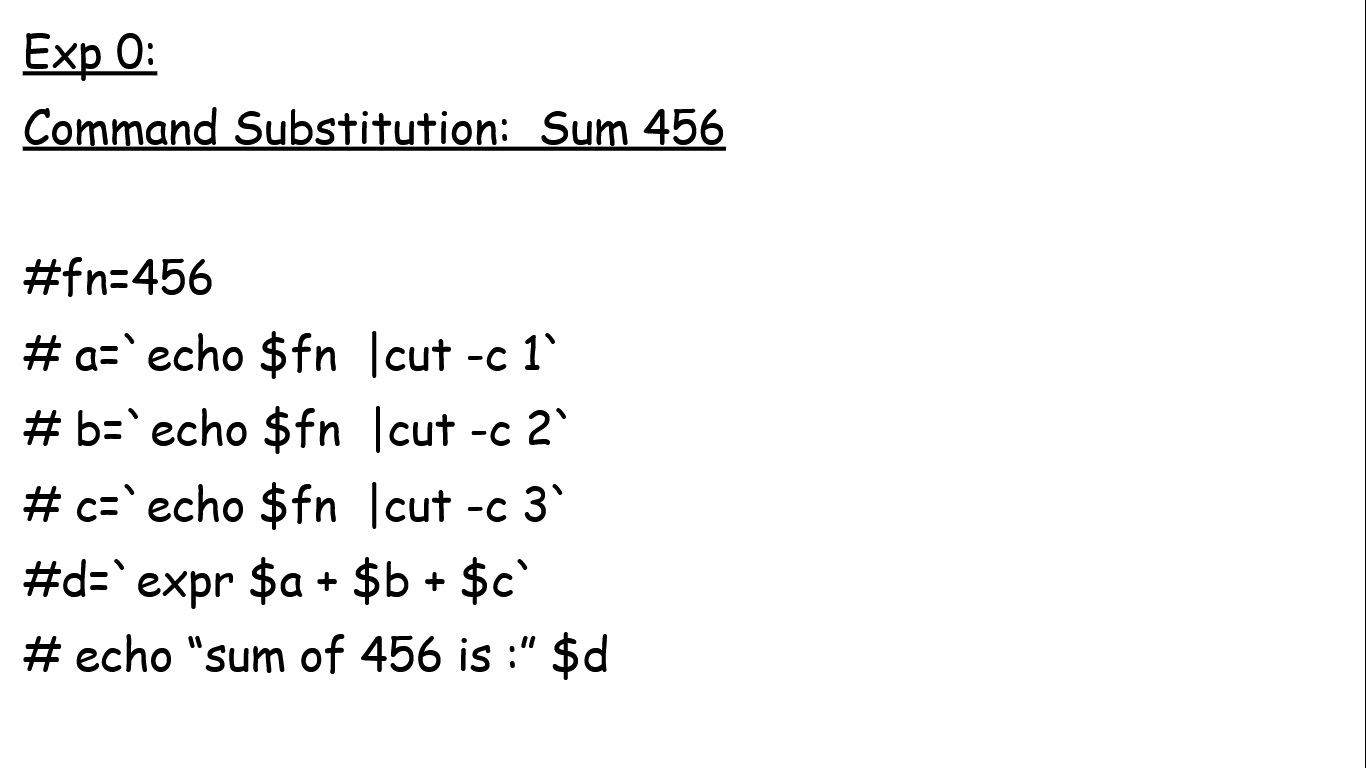 Exp 0:
Command Substitution:  Sum 456
#fn=456
# a=`echo $fn  |cut -c 1`
# b=`echo $fn  |cut -c 2`
# c=`echo $fn  |cut -c 3`
#d=`expr $a + $b + $c`
# echo “sum of 456 is :” $d